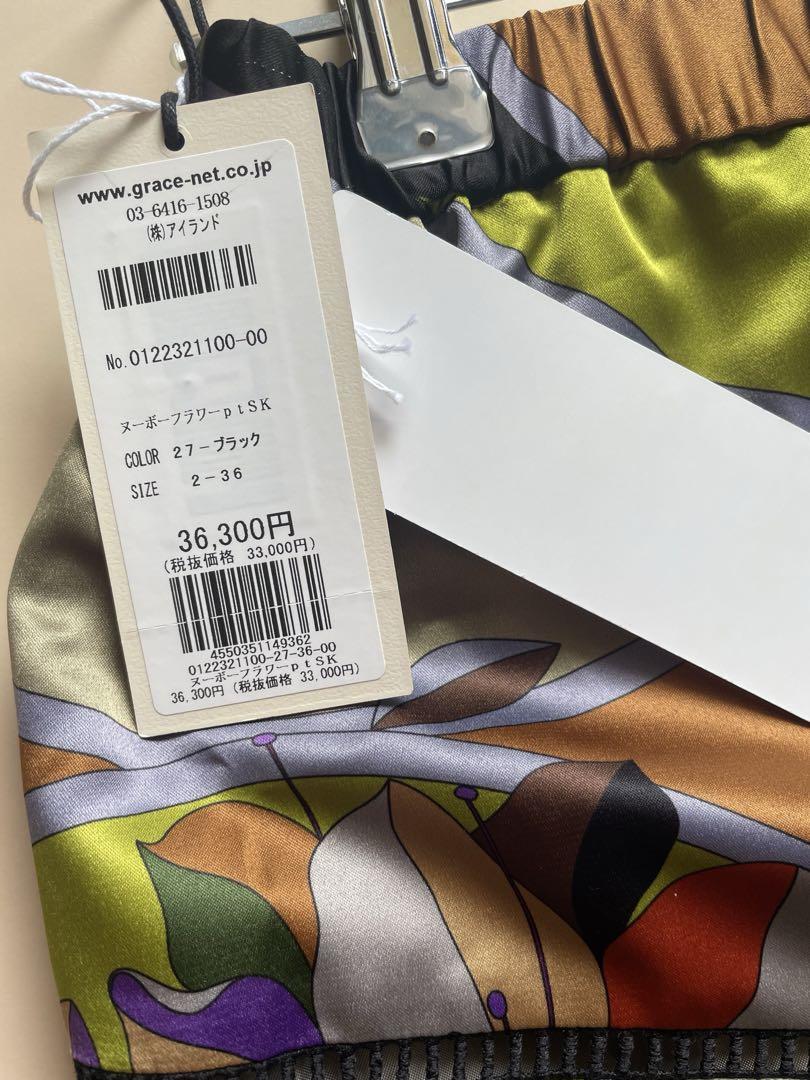 www.grace-net.co.jp
03-6416-1508
(株)アイランド
No.0122321100-00
ヌーボーフラワーptSK
COLOR 27-ブラック
SIZE 2-36
36,300円
(税抜価格 33,000円)
4550351149362
0122321100-27-36-00
ヌーボーフラワーptSK
36,300円 (税抜価格 33,000円)